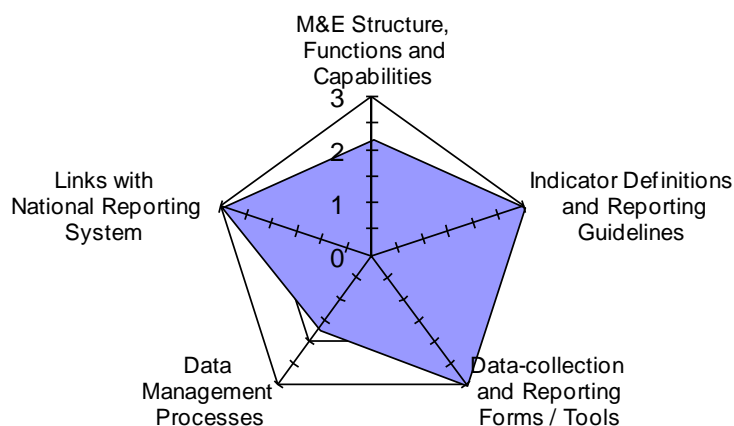 M&E Structure,
Functions and
Capabilities
3
2
1
0
Links with
National Reporting
System
Indicator Definitions
and Reporting
Guidelines
Data
Management
Processes
Data-collection
and Reporting
Forms / Tools